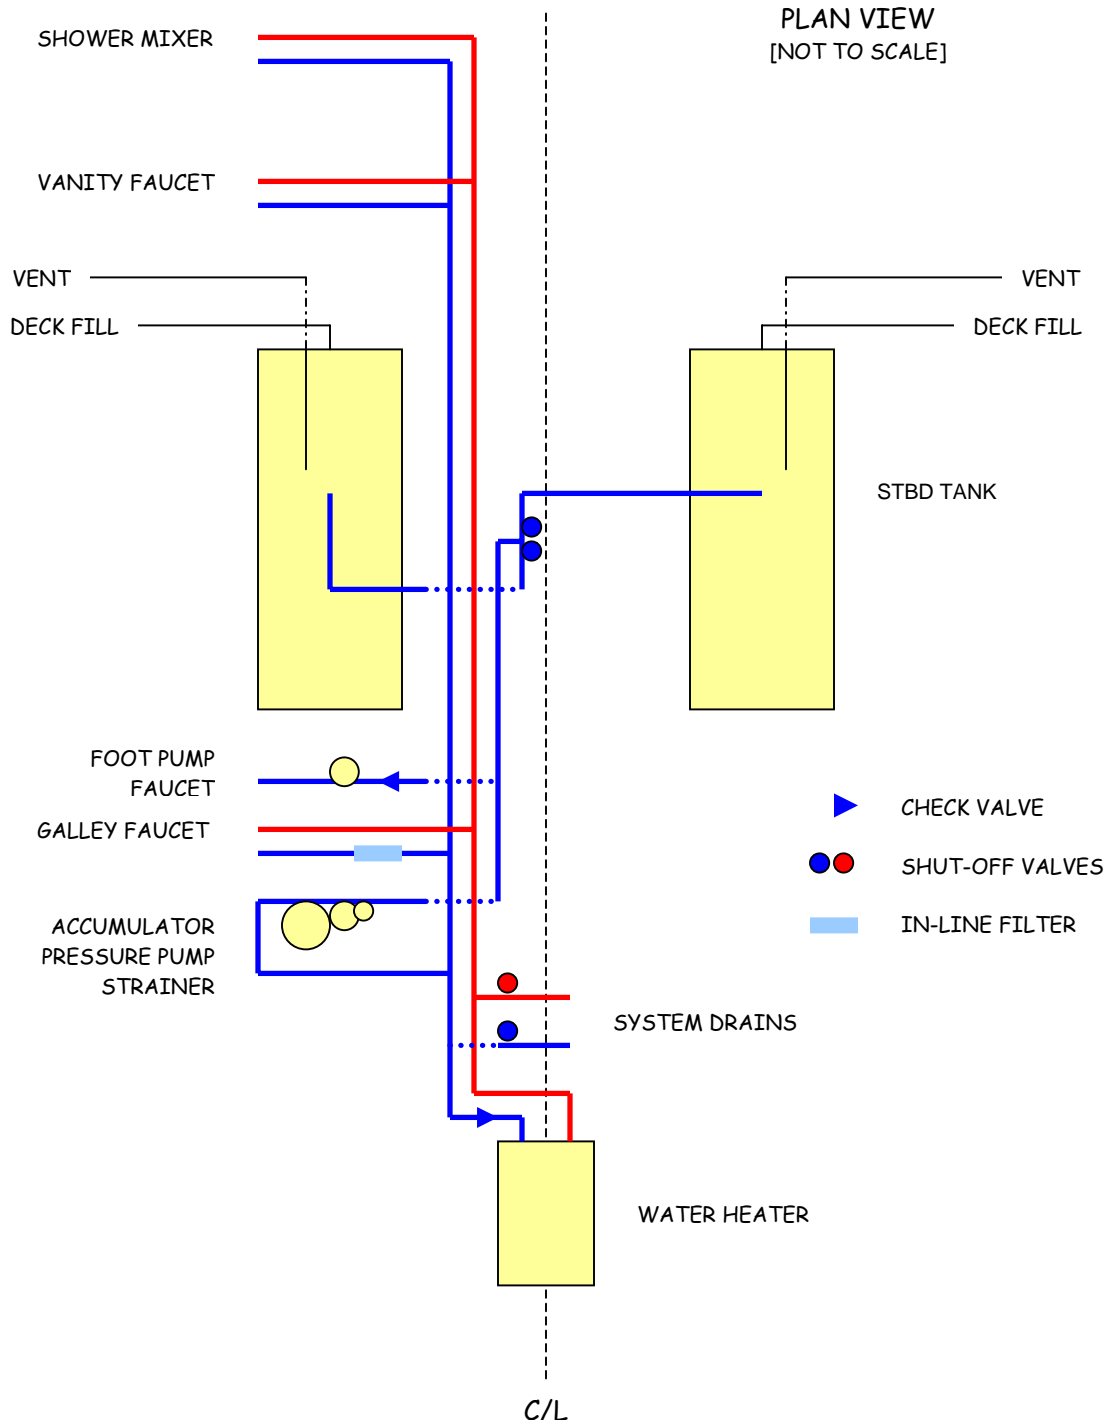 PLAN VIEW
[NOT TO SCALE]
SHOWER MIXER
VANITY FAUCET
VENT
DECK FILL
VENT
DECK FILL
STBD TANK
FOOT PUMP
FAUCET
GALLEY FAUCET
ACCUMULATOR
PRESSURE PUMP
STRAINER
CHECK VALVE
SHUT-OFF VALVES
IN-LINE FILTER
SYSTEM DRAINS
WATER HEATER
C/L